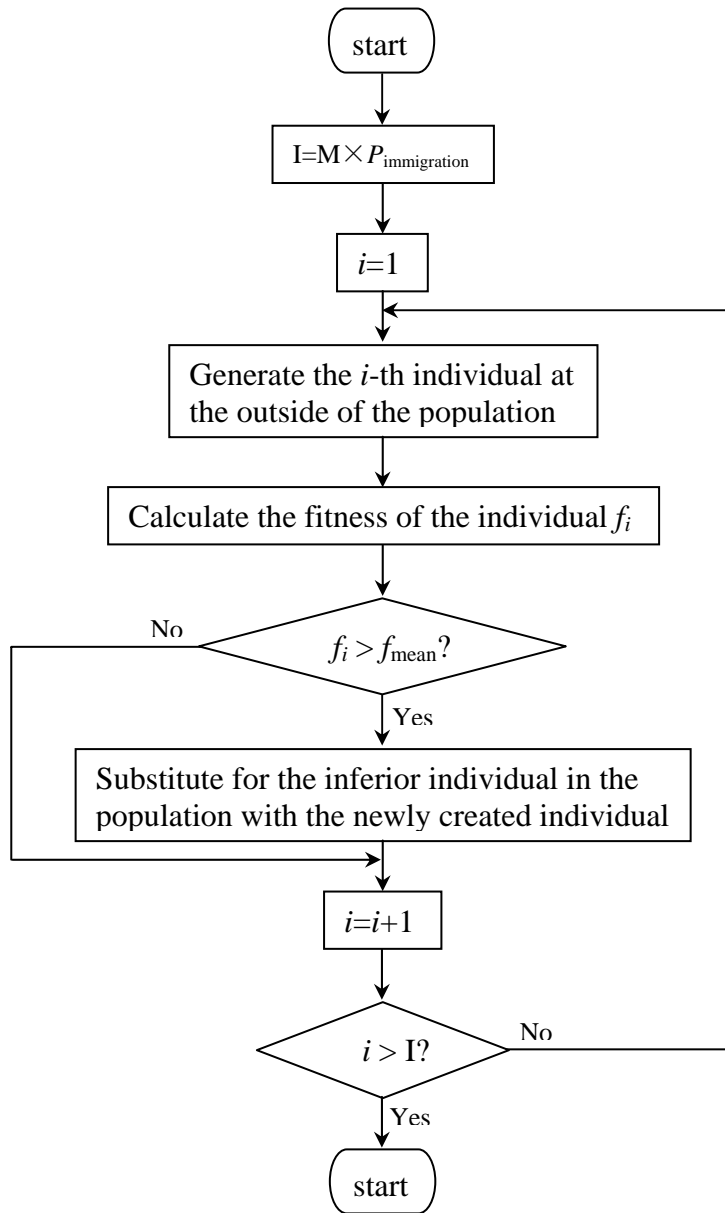 start
I=M×Pimmigration
i=1
Generate the i-th individual at
the outside of the population
Calculate the fitness of the individual fi
No
fi > fmean?
Yes
Substitute for the inferior individual in the
population with the newly created individual
i=i+1
i > I?
No
Yes
start